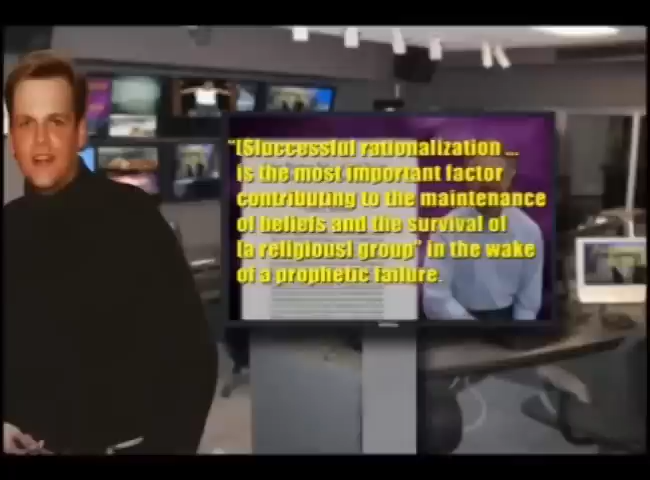 "[S]uccessful rationalization ...
is the most important factor
contributing to the maintenance
of beliefs and the survival of
[a religious] group" in the wake
of a prophetic failure.